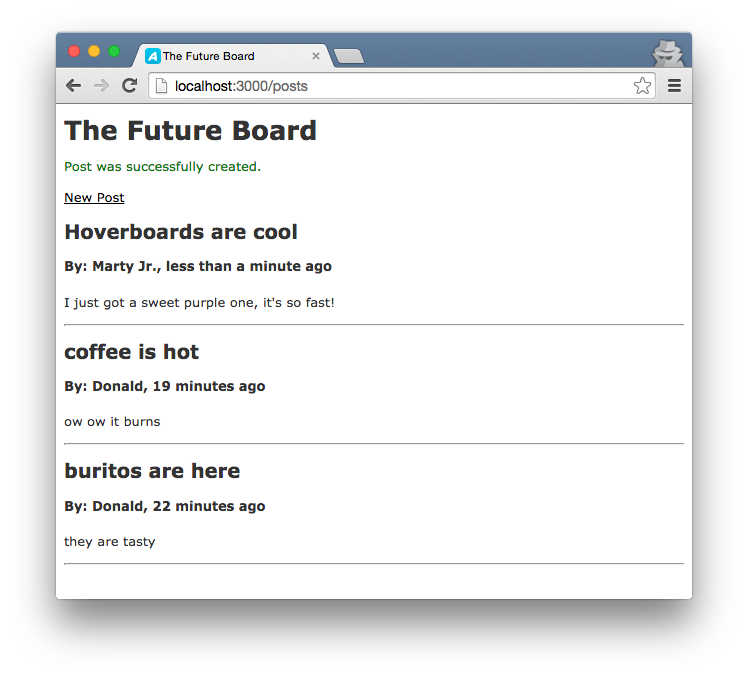 The Future Board
localhost:3000/posts
The Future Board
Post was successfully created.
New Post
Hoverboards are cool
By: Marty Jr., less than a minute ago
I just got a sweet purple one, it's so fast!
coffee is hot
By: Donald, 19 minutes ago
ow ow it burns
buritos are here
By: Donald, 22 minutes ago
they are tasty